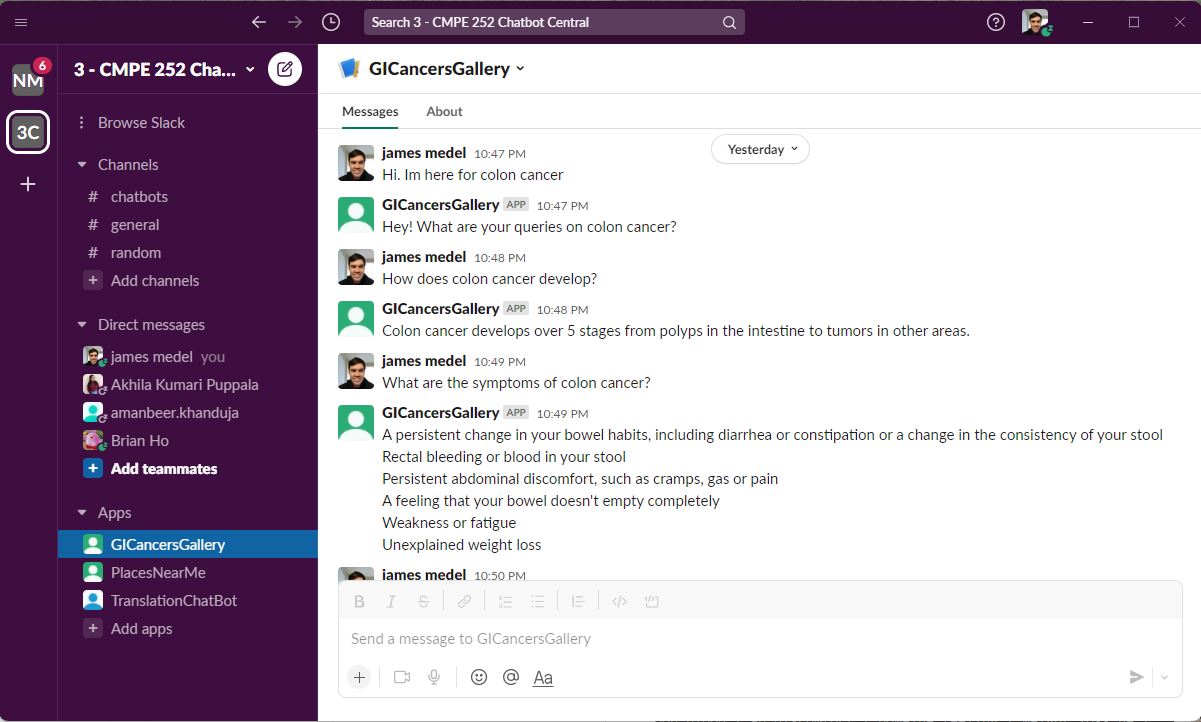 Search 3 - CMPE 252 Chatbot Central
NM 6
3C
3 - CMPE 252 Cha...
Browse Slack
Channels
# chatbots
# general
# random
+ Add channels
Direct messages
james medel you
Akhila Kumari Puppala
amanbeer.khanduja
Brian Ho
+ Add teammates
Apps
GICancersGallery
PlacesNearMe
TranslationChatBot
+ Add apps
GICancersGallery
Messages About
Yesterday
james medel 10:47 PM
Hi. Im here for colon cancer
GICancersGallery APP 10:47 PM
Hey! What are your queries on colon cancer?
james medel 10:48 PM
How does colon cancer develop?
GICancersGallery APP 10:48 PM
Colon cancer develops over 5 stages from polyps in the intestine to tumors in other areas.
james medel 10:49 PM
What are the symptoms of colon cancer?
GICancersGallery APP 10:49 PM
A persistent change in your bowel habits, including diarrhea or constipation or a change in the consistency of your stool
Rectal bleeding or blood in your stool
Persistent abdominal discomfort, such as cramps, gas or pain
A feeling that your bowel doesn't empty completely
Weakness or fatigue
Unexplained weight loss
james medel 10:50 PM
B I S
Send a message to GICancersGallery
+ @ Aa